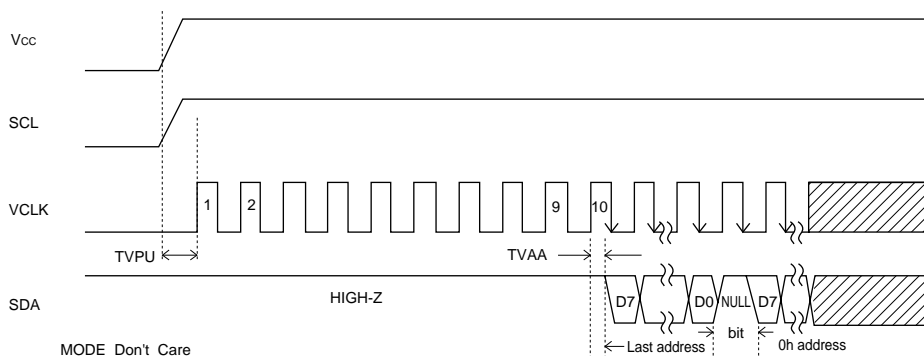 Vcc
SCL
VCLK
1
2
9
10
TVPU
TVAA
SDA
HIGH-Z
D7
D0
NULL
D7
bit
Last address
0h address
MODE Don't Care